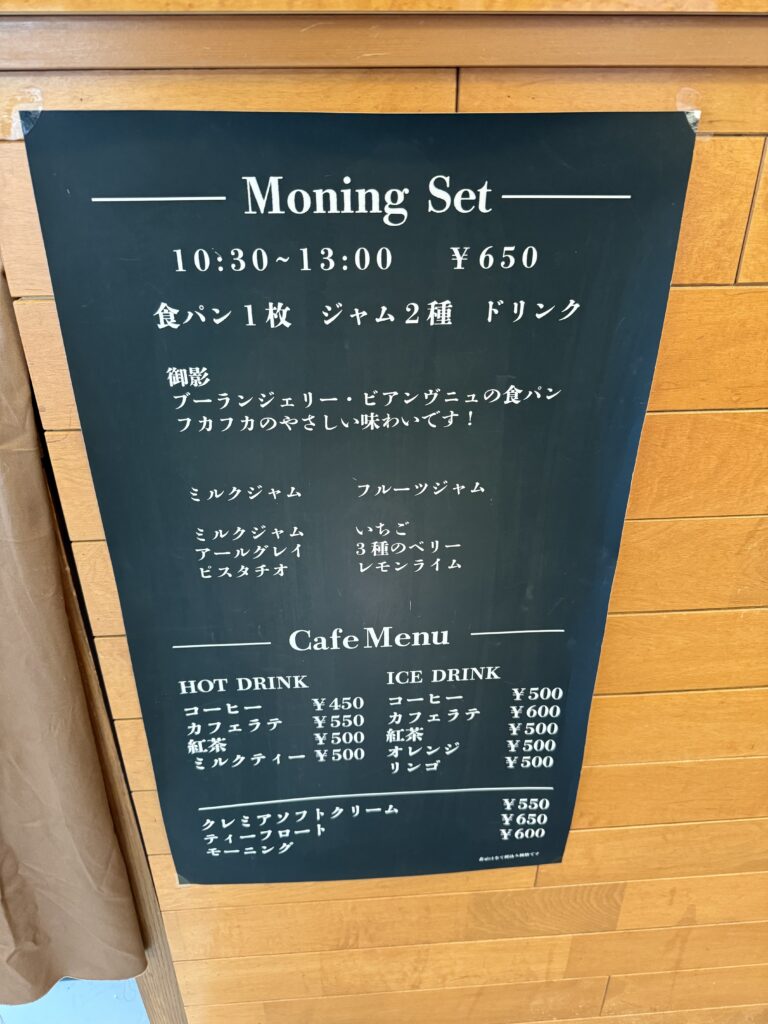 Moning Set
10:30~13:00 ¥650
食パン1枚 ジャム2種 ドリンク
御影
ブーランジェリー・ビアンヴニュの食パン
フカフカのやさしい味わいです！
ミルクジャム フルーツジャム
ミルクジャム いちご
アールグレイ 3種のベリー
ピスタチオ レモンライム
Cafe Menu
HOT DRINK
コーヒー ¥450
カフェラテ ¥550
紅茶 ¥500
ミルクティー ¥500
ICE DRINK
コーヒー ¥500
カフェラテ ¥600
紅茶 ¥500
オレンジ ¥500
リンゴ ¥500
クレミアソフトクリーム ¥550
ティーフロート ¥650
モーニング ¥600